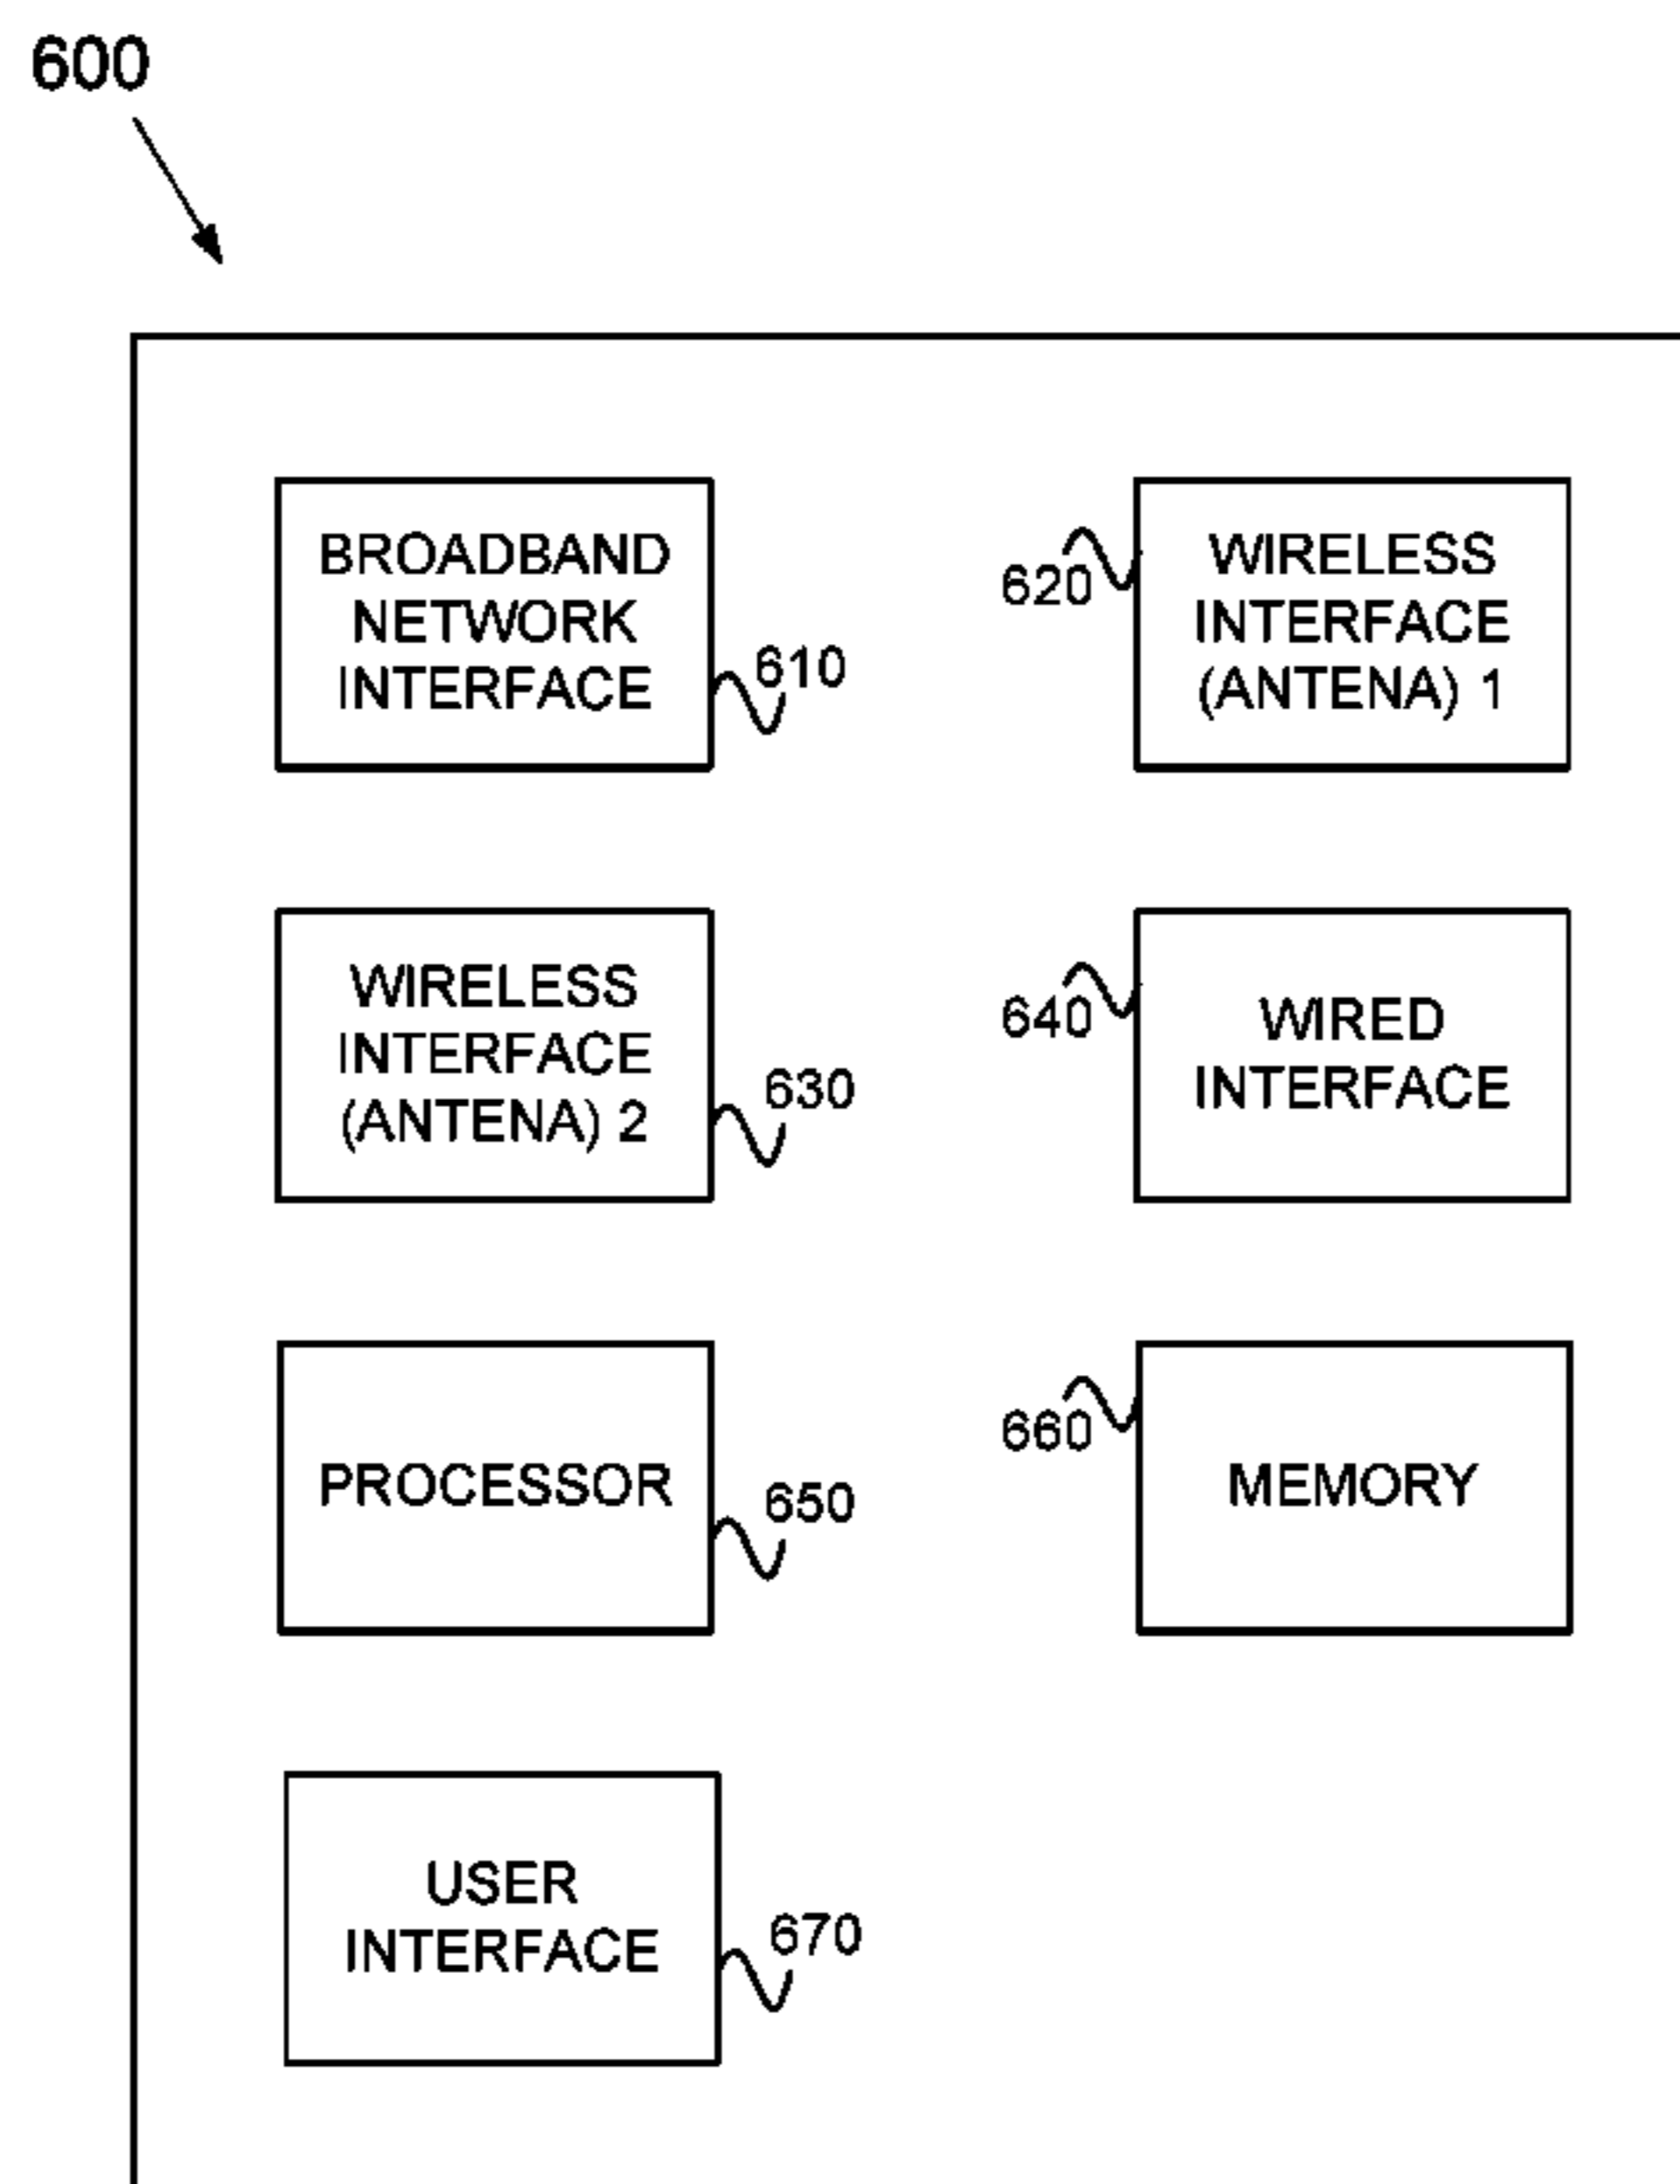 600
BROADBAND
NETWORK
INTERFACE
610
620
WIRELESS
INTERFACE
(ANTENA) 1
WIRELESS
INTERFACE
(ANTENA) 2
630
640
WIRED
INTERFACE
PROCESSOR
650
660
MEMORY
USER
INTERFACE
670